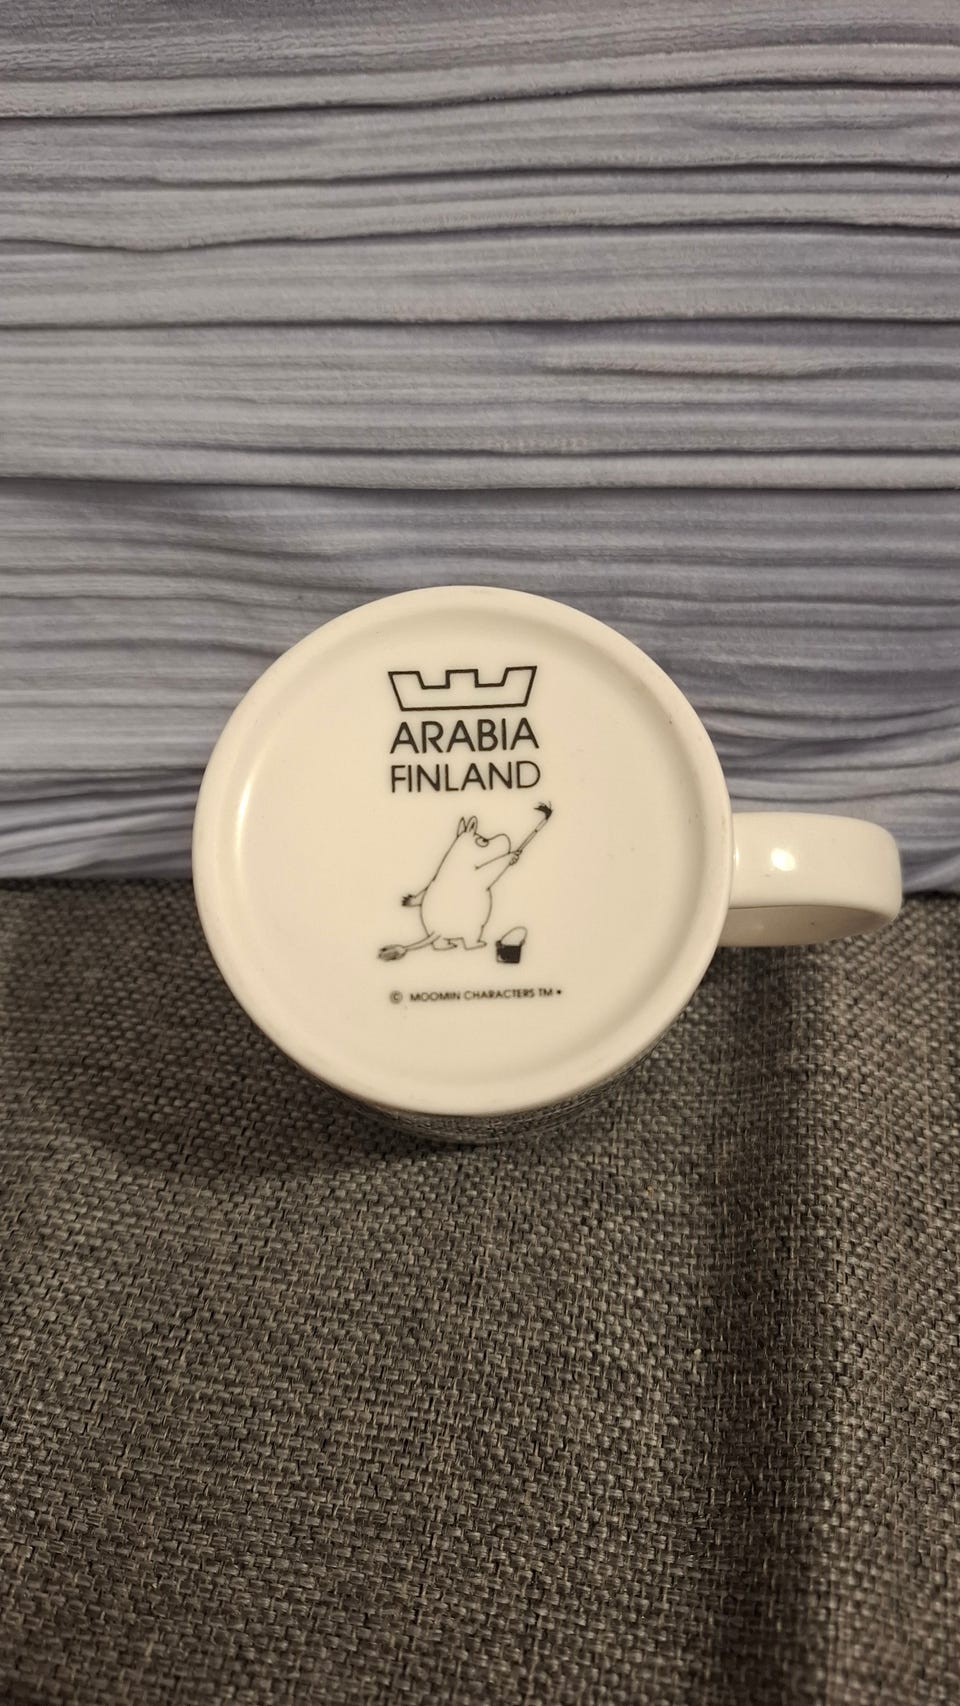 ARABIA
FINLAND
© MOOMIN CHARACTERS TM •